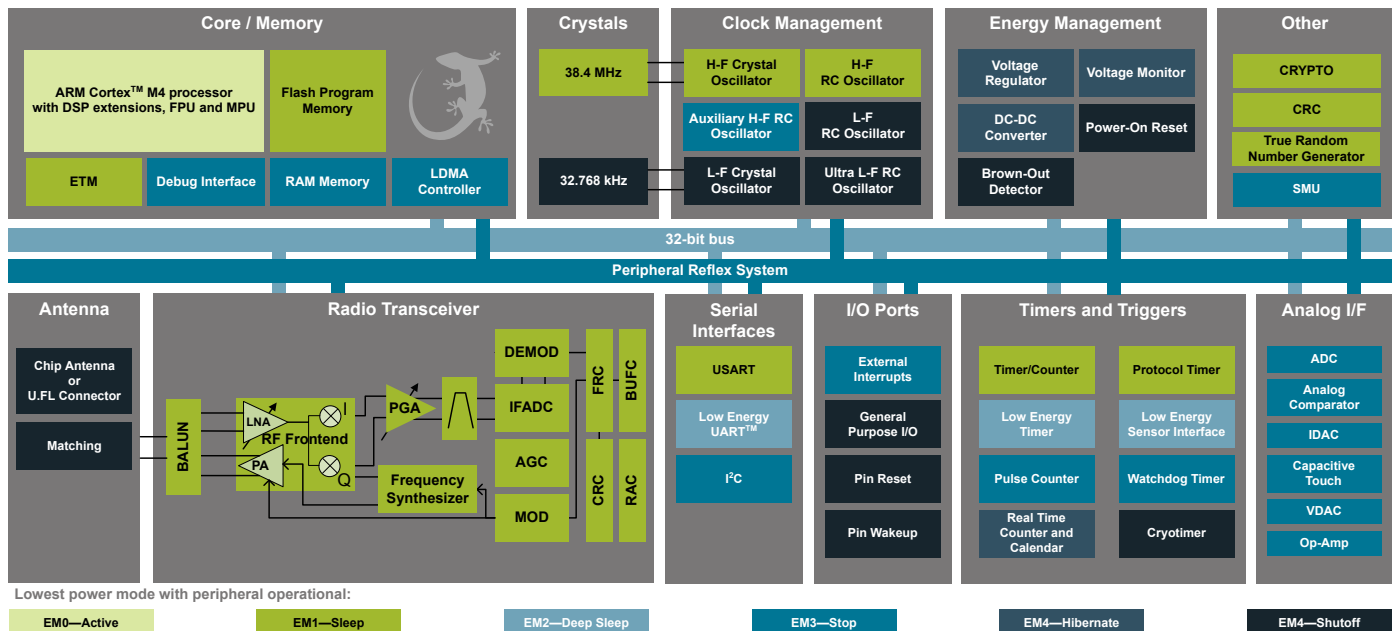 Core / Memory
ARM Cortex™ M4 processor
with DSP extensions, FPU and MPU
Flash Program
Memory
ETM
Debug Interface
RAM Memory
LDMA
Controller
Crystals
38.4 MHz
32.768 kHz
Clock Management
H-F Crystal
Oscillator
H-F
RC Oscillator
Auxiliary H-F RC
Oscillator
L-F
RC Oscillator
L-F Crystal
Oscillator
Ultra L-F RC
Oscillator
Energy Management
Voltage
Regulator
Voltage Monitor
DC-DC
Converter
Power-On Reset
Brown-Out
Detector
Other
CRYPTO
CRC
True Random
Number Generator
SMU
32-bit bus
Peripheral Reflex System
Antenna
Chip Antenna
or
U.FL Connector
Matching
Radio Transceiver
BALUN
LNA
RF Frontend
PA
I
Q
PGA
Frequency
Synthesizer
DEMOD
IFADC
AGC
MOD
FRC
BUFC
CRC
RAC
Serial
Interfaces
USART
Low Energy
UART™
I²C
I/O Ports
External
Interrupts
General
Purpose I/O
Pin Reset
Pin Wakeup
Timers and Triggers
Timer/Counter
Protocol Timer
Low Energy
Timer
Low Energy
Sensor Interface
Pulse Counter
Watchdog Timer
Real Time
Counter and
Calendar
Cryotimer
Analog I/F
ADC
Analog
Comparator
IDAC
Capacitive
Touch
VDAC
Op-Amp
Lowest power mode with peripheral operational:
EM0—Active
EM1—Sleep
EM2—Deep Sleep
EM3—Stop
EM4—Hibernate
EM4—Shutoff